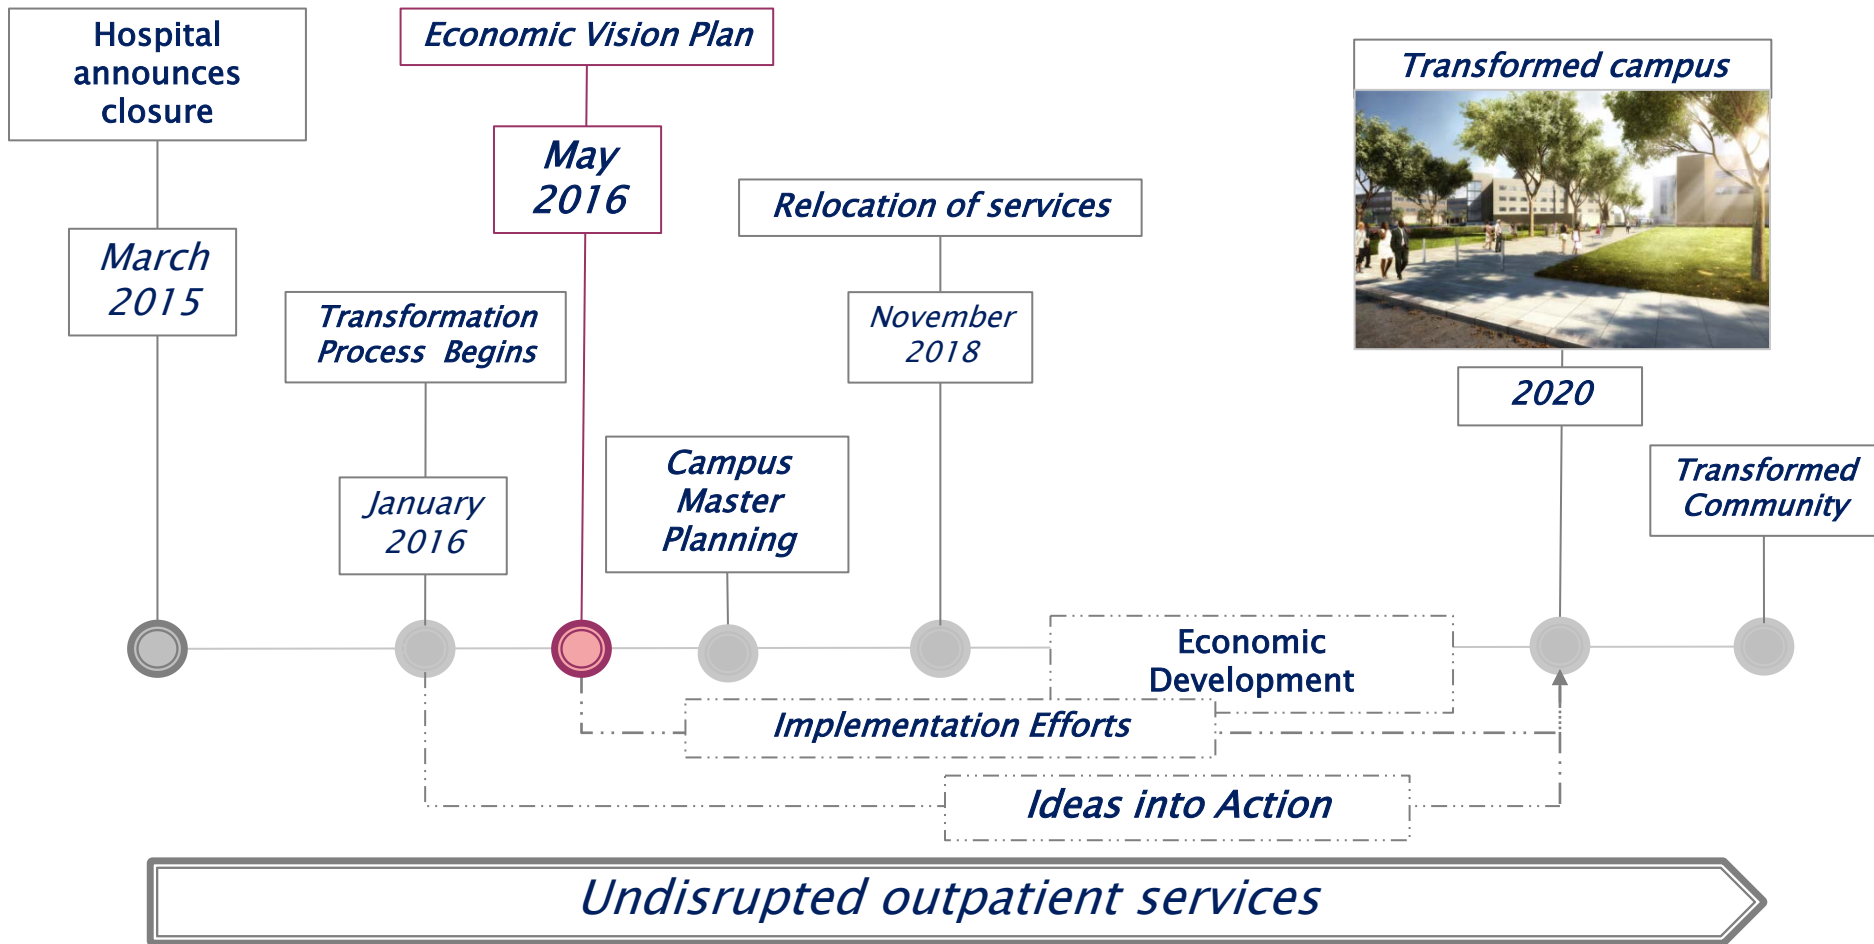 Hospital
announces
closure
March
2015
Transformation
Process  Begins
January
2016
Economic Vision Plan
May
2016
Campus
Master
Planning
Relocation of services
November
2018
Transformed campus
2020
Transformed
Community
Economic
Development
Implementation Efforts
Ideas into Action
Undisrupted outpatient services